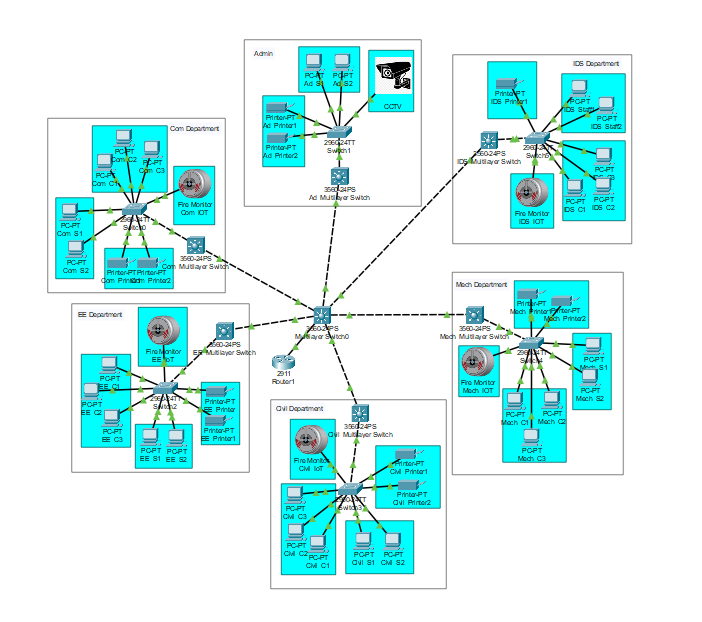 Admin
PC-PT
Ad S1
PC-PT
Ad S2
CCTV
Printer-PT
Ad Printer1
Printer-PT
Ad Printer2
2960-24TT
Switch1
3560-24PS
Ad Multilayer Switch
IDS Department
Printer-PT
IDS Printer1
PC-PT
IDS Staff1
PC-PT
IDS Staff2
2960-24TT
3560-24PS
IDS Multilayer Switch
PC-PT
PC-PT
IDS C1
PC-PT
IDS C2
Fire Monitor
IDS IOT
Com Department
PC-PT
Com C2
PC-PT
Com C1
PC-PT
Com C3
Fire Monitor
Com IOT
PC-PT
Com S1
PC-PT
Com S2
2960-24TT
Switch0
Printer-PT
Com Printer1
Printer-PT
Com Printer2
3560-24PS
Com Multilayer Switch
EE Department
Fire Monitor
EE IoT
3560-24PS
EE Multilayer Switch
PC-PT
EE C1
PC-PT
EE C2
PC-PT
EE C3
2960-24TT
Switch2
Printer-PT
EE Printer
Printer-PT
EE Printer1
PC-PT
EE S1
PC-PT
EE S2
3560-24PS
Multilayer Switch0
2911
Router1
Mech Department
Printer-PT
Mech Printer1
Printer-PT
Mech Printer2
3560-24PS
Mech Multilayer Switch
2960-24TT
Switch4
Fire Monitor
Mech IOT
PC-PT
Mech S1
PC-PT
Mech S2
PC-PT
Mech C1
PC-PT
Mech C2
PC-PT
Mech C3
Civil Department
3560-24PS
Civil Multilayer Switch
Fire Monitor
Civil IoT
Printer-PT
Civil Printer1
Printer-PT
Civil Printer2
2960-24TT
Switch3
PC-PT
Civil C3
PC-PT
Civil C2
PC-PT
Civil C1
PC-PT
Civil S1
PC-PT
Civil S2